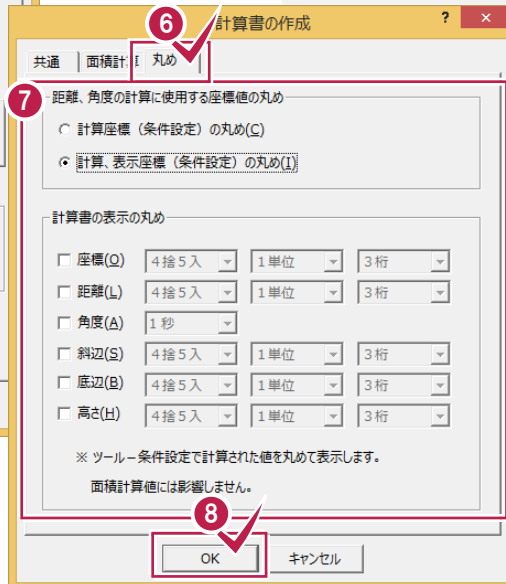 計算書の作成
? ×
6
共通 面積計算 丸め
7
距離、角度の計算に使用する座標値の丸め
計算座標（条件設定）の丸め(C)
計算、表示座標（条件設定）の丸め(I)
計算書の表示の丸め
座標(O) 4捨5入 1単位 3桁
距離(L) 4捨5入 1単位 3桁
角度(A) 1秒
斜辺(S) 4捨5入 1単位 3桁
底辺(B) 4捨5入 1単位 3桁
高さ(H) 4捨5入 1単位 3桁
※ ツール－条件設定で計算された値を丸めて表示します。
面積計算値には影響しません。
8
OK キャンセル